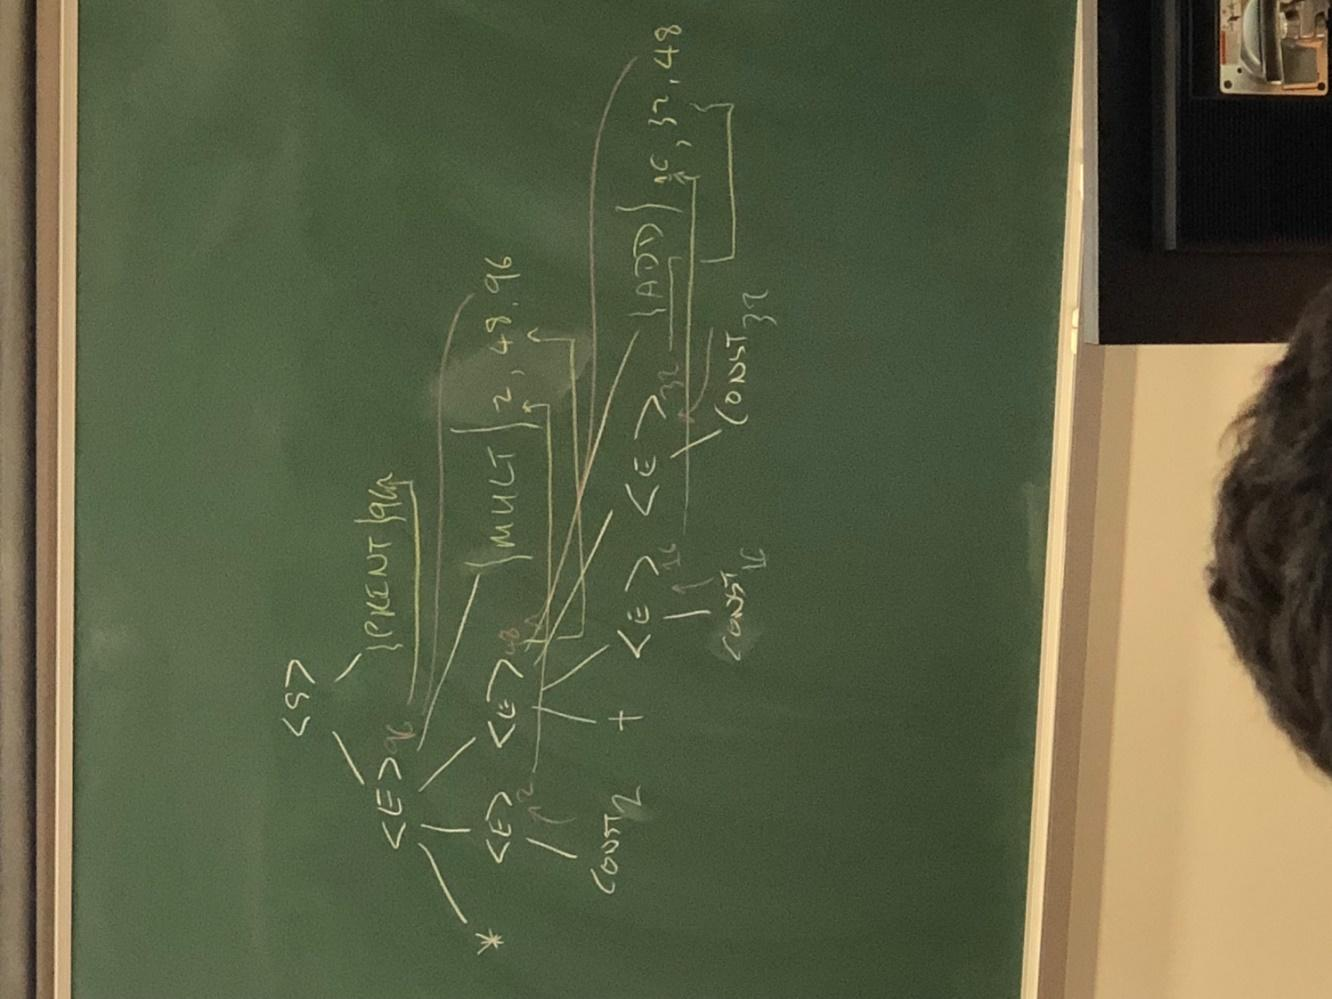 <S>
<E>96 {PRINT}96
* <E>2 <E>48 {MULT}2, 48, 96
CONST2 + <E>16 <E>32 {ADD}16, 32, 48
CONST16 CONST32